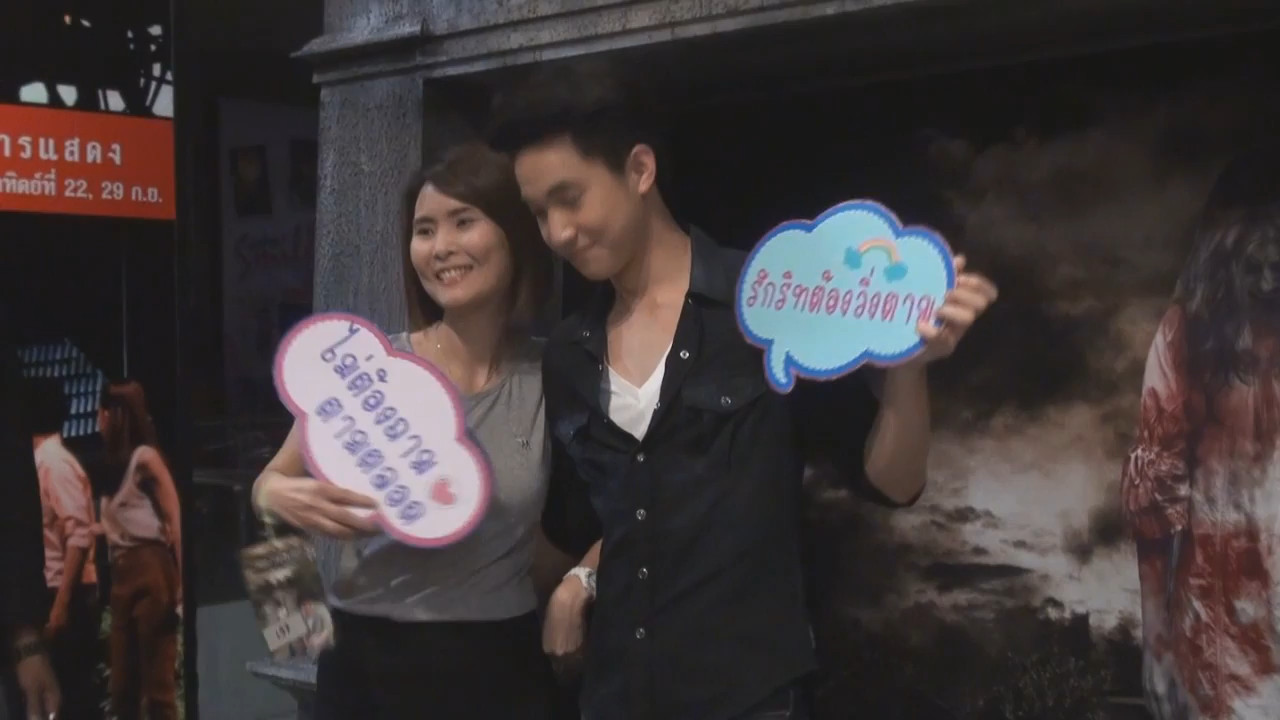 ารแสดง
ทิตย์ที่ 22, 29 ก.ย.
รักริทต้องวิ่งตาม
ไม่ต้องถาม
ตามตลอด